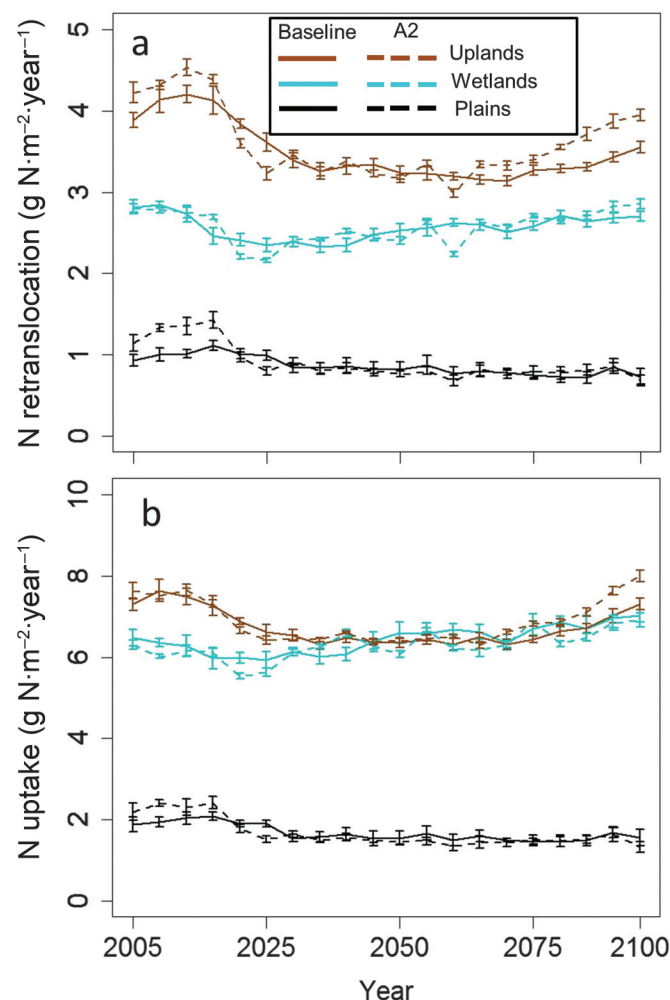 a
Baseline A2
Uplands
Wetlands
Plains
N retranslocation (g N·m⁻²·year⁻¹)
5
4
3
2
1
0
b
N uptake (g N·m⁻²·year⁻¹)
10
8
6
4
2
0
2005 2025 2050 2075 2100
Year